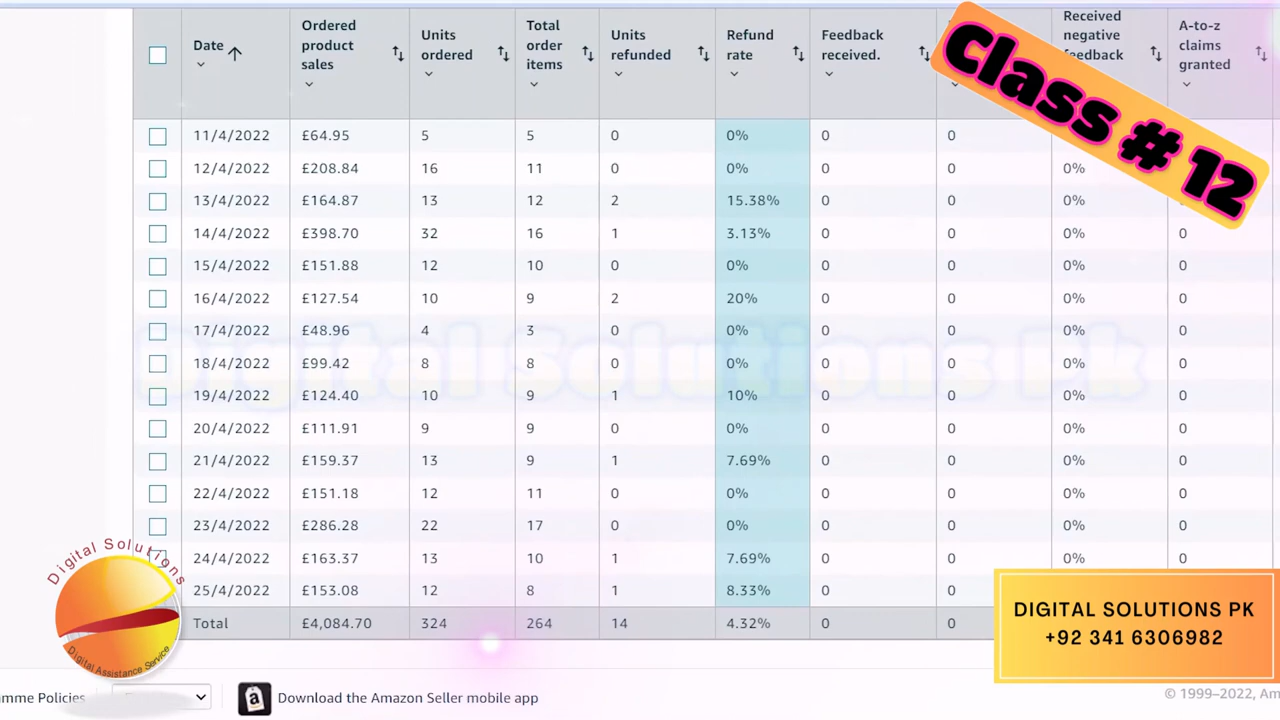 Date
Ordered product sales
Units ordered
Total order items
Units refunded
Refund rate
Feedback received.
Received negative feedback
A-to-z claims granted
Class # 12
11/4/2022 £64.95 5 5 0 0% 0 0
12/4/2022 £208.84 16 11 0 0% 0 0 0%
13/4/2022 £164.87 13 12 2 15.38% 0 0 0%
14/4/2022 £398.70 32 16 1 3.13% 0 0 0% 0
15/4/2022 £151.88 12 10 0 0% 0 0 0% 0
16/4/2022 £127.54 10 9 2 20% 0 0 0% 0
17/4/2022 £48.96 4 3 0 0% 0 0 0% 0
18/4/2022 £99.42 8 8 0 0% 0 0 0% 0
Digital Solutions Pk
19/4/2022 £124.40 10 9 1 10% 0 0 0% 0
20/4/2022 £111.91 9 9 0 0% 0 0 0% 0
21/4/2022 £159.37 13 9 1 7.69% 0 0 0% 0
22/4/2022 £151.18 12 11 0 0% 0 0 0% 0
23/4/2022 £286.28 22 17 0 0% 0 0 0% 0
24/4/2022 £163.37 13 10 1 7.69% 0 0 0% 0
25/4/2022 £153.08 12 8 1 8.33% 0 0
Total £4,084.70 324 264 14 4.32% 0 0
Digital Solutions
Digital Assistance Service
DIGITAL SOLUTIONS PK
+92 341 6306982
Policies
Download the Amazon Seller mobile app
© 1999–2022,